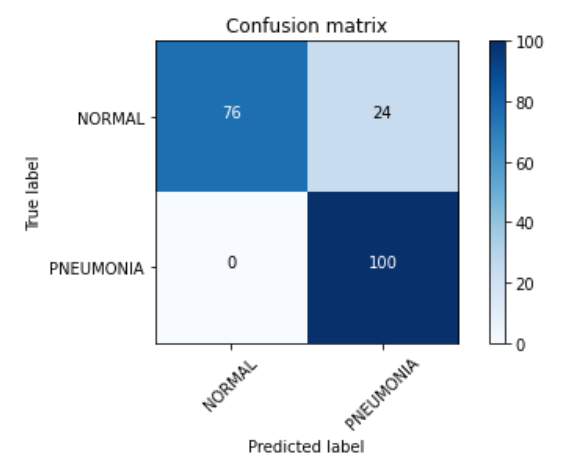 Confusion matrix
True label
NORMAL
PNEUMONIA
76
24
0
100
NORMAL
PNEUMONIA
Predicted label
100
80
60
40
20
0